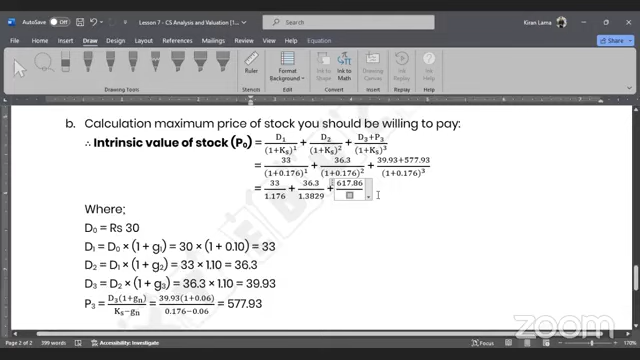 AutoSave Off Lesson 7 - CS Analysis and Valuation [1... Search Kiran Lama
File Home Insert Draw Design Layout References Mailings Review View Help Equation Comments Editing Share
Ruler Format Background Ink to Shape Ink to Math Drawing Canvas Ink Replay
Drawing Tools Stencils Edit Convert Insert Replay
b. Calculation maximum price of stock you should be willing to pay:
∴ Intrinsic value of stock (P₀) = D₁/(1+Kₛ)¹ + D₂/(1+Kₛ)² + D₃+P₃/(1+Kₛ)³
= 33/(1+0.176)¹ + 36.3/(1+0.176)² + 39.93+577.93/(1+0.176)³
= 33/1.176 + 36.3/1.3829 + 617.86/
Where;
D₀ = Rs 30
D₁ = D₀ × (1 + g₁) = 30 × (1 + 0.10) = 33
D₂ = D₁ × (1 + g₂) = 33 × 1.10 = 36.3
D₃ = D₂ × (1 + g₃) = 36.3 × 1.10 = 39.93
P₃ = D₃(1+gₙ)/Kₛ−gₙ = 39.93(1+0.06)/0.176−0.06 = 577.93
zoom
Page 2 of 2 399 words Accessibility: Investigate Focus 170%